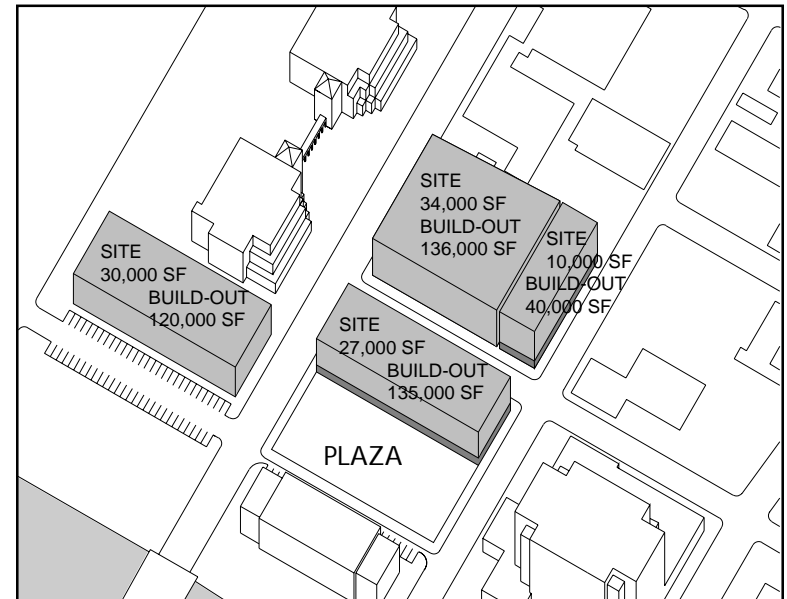 SITE
34,000 SF
BUILD-OUT
136,000 SF
SITE
10,000 SF
BUILD-OUT
40,000 SF
SITE
30,000 SF
BUILD-OUT
120,000 SF
SITE
27,000 SF
BUILD-OUT
135,000 SF
PLAZA